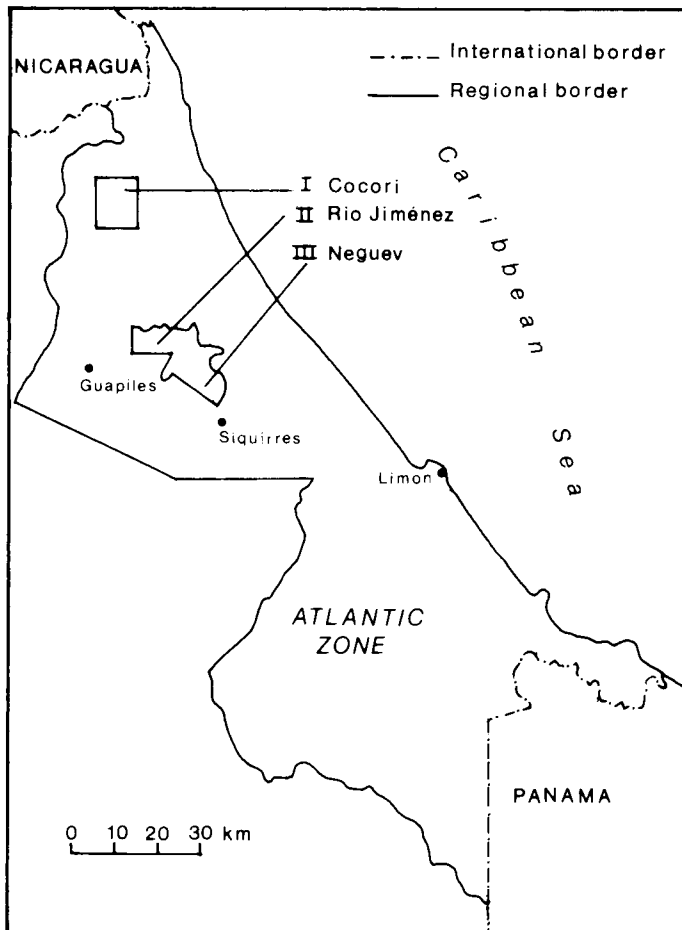 NICARAGUA
International border
Regional border
I Cocori
II Rio Jiménez
III Neguev
Caribbean Sea
Guapiles
Siquirres
Limon
ATLANTIC
ZONE
PANAMA
0 10 20 30 km